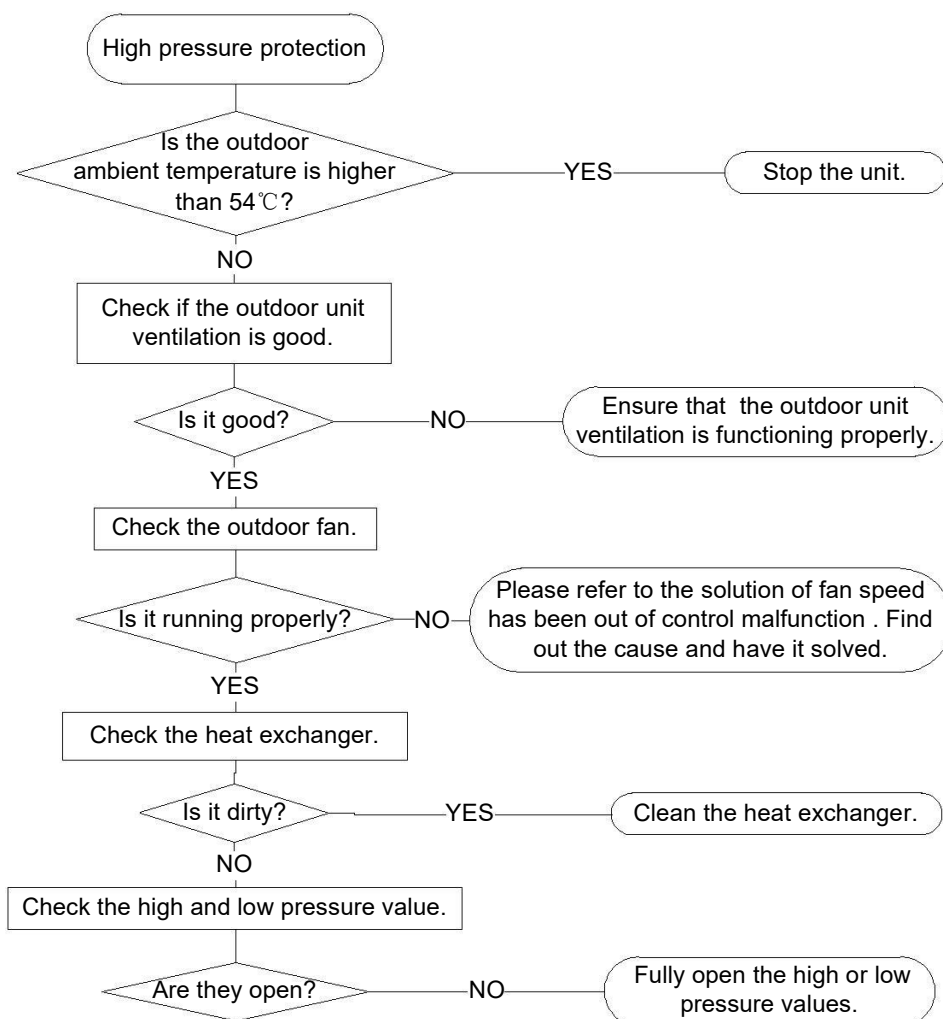 High pressure protection
Is the outdoor
ambient temperature is higher
than 54℃?
YES
Stop the unit.
NO
Check if the outdoor unit
ventilation is good.
Is it good?
NO
Ensure that the outdoor unit
ventilation is functioning properly.
YES
Check the outdoor fan.
Is it running properly?
NO
Please refer to the solution of fan speed
has been out of control malfunction . Find
out the cause and have it solved.
YES
Check the heat exchanger.
Is it dirty?
YES
Clean the heat exchanger.
NO
Check the high and low pressure value.
Are they open?
NO
Fully open the high or low
pressure values.